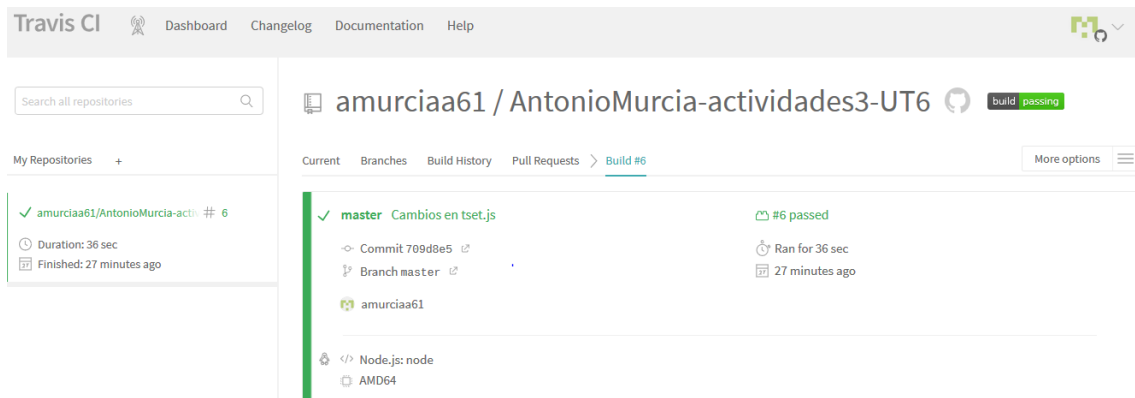 Travis CI Dashboard Changelog Documentation Help
Search all repositories
amurciaa61 / AntonioMurcia-actividades3-UT6 build passing
My Repositories +
Current Branches Build History Pull Requests Build #6 More options
amurciaa61/AntonioMurcia-acti # 6
Duration: 36 sec
Finished: 27 minutes ago
master Cambios en tset.js #6 passed
Commit 709d8e5 Ran for 36 sec
Branch master 27 minutes ago
amurciaa61
</> Node.js: node
AMD64